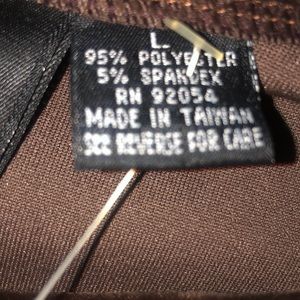 L
95% POLYESTER
5% SPANDEX
RN 92054
MADE IN TAIWAN
SEE REVERSE FOR CARE